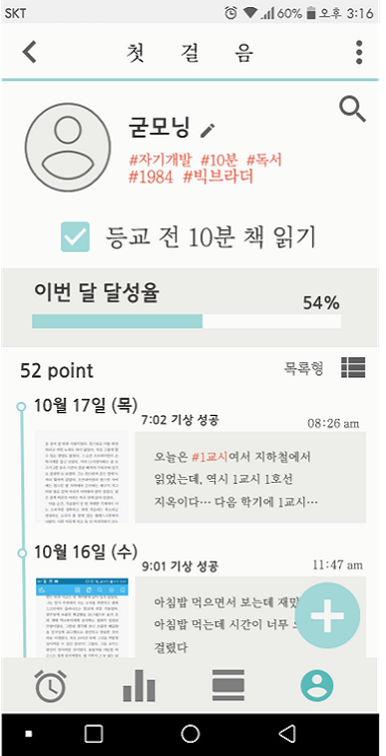 SKT 60% 오후 3:16
첫 걸 음
굳모닝
#자기개발 #10분 #독서
#1984 #빅브라더
등교 전 10분 책 읽기
이번 달 달성율
54%
52 point 목록형
10월 17일 (목)
7:02 기상 성공 08:26 am
오늘은 #1교시여서 지하철에서
읽었는데, 역시 1교시 1호선
지옥이다… 다음 학기에 1교시…
10월 16일 (수)
9:01 기상 성공 11:47 am
아침밥 먹으면서 보는데
아침밥 먹는데 시간이 너무
걸렸다